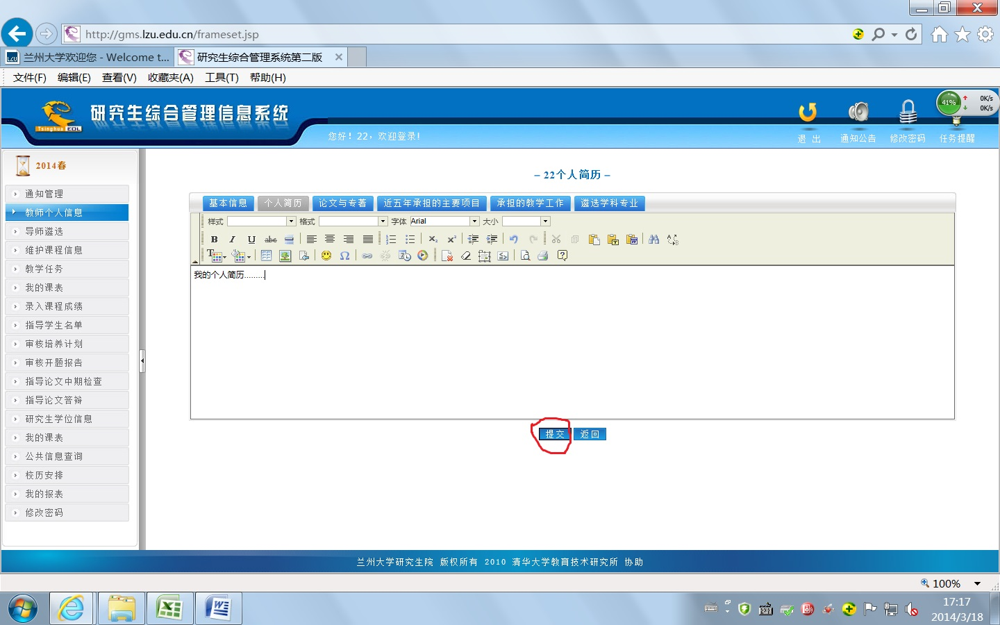 http://gms.lzu.edu.cn/frameset.jsp
LZU 兰州大学欢迎您 - Welcome t... 研究生综合管理系统第二版
文件(F) 编辑(E) 查看(V) 收藏夹(A) 工具(T) 帮助(H)
研究生综合管理信息系统
Tsinghua EDL
您好！22，欢迎登录！
41% 0K/s
0K/s
退 出 通知公告 修改密码 任务提醒
2014春
通知管理
教师个人信息
导师遴选
维护课程信息
教学任务
我的课表
录入课程成绩
指导学生名单
审核培养计划
审核开题报告
指导论文中期检查
指导论文答辩
研究生学位信息
我的课表
公共信息查询
校历安排
我的报表
修改密码
– 22个人简历 –
基本信息 个人简历 论文与专著 近五年承担的主要项目 承担的教学工作 遴选学科专业
样式 格式 字体 Arial 大小
B I U abc
我的个人简历.........
提交 返回
兰州大学研究生院 版权所有 2010 清华大学教育技术研究所 协助
100%
17:17
2014/3/18